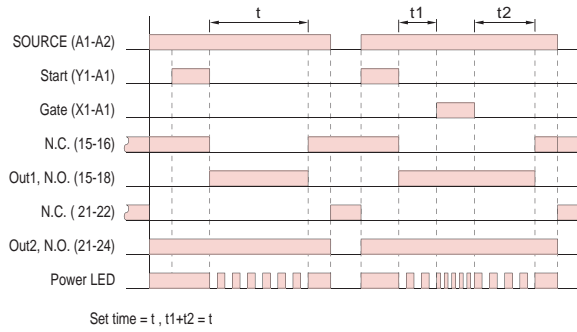 t
t1
t2
SOURCE (A1-A2)
Start (Y1-A1)
Gate (X1-A1)
N.C. (15-16)
Out1, N.O. (15-18)
N.C. ( 21-22)
Out2, N.O. (21-24)
Power LED
Set time = t , t1+t2 = t